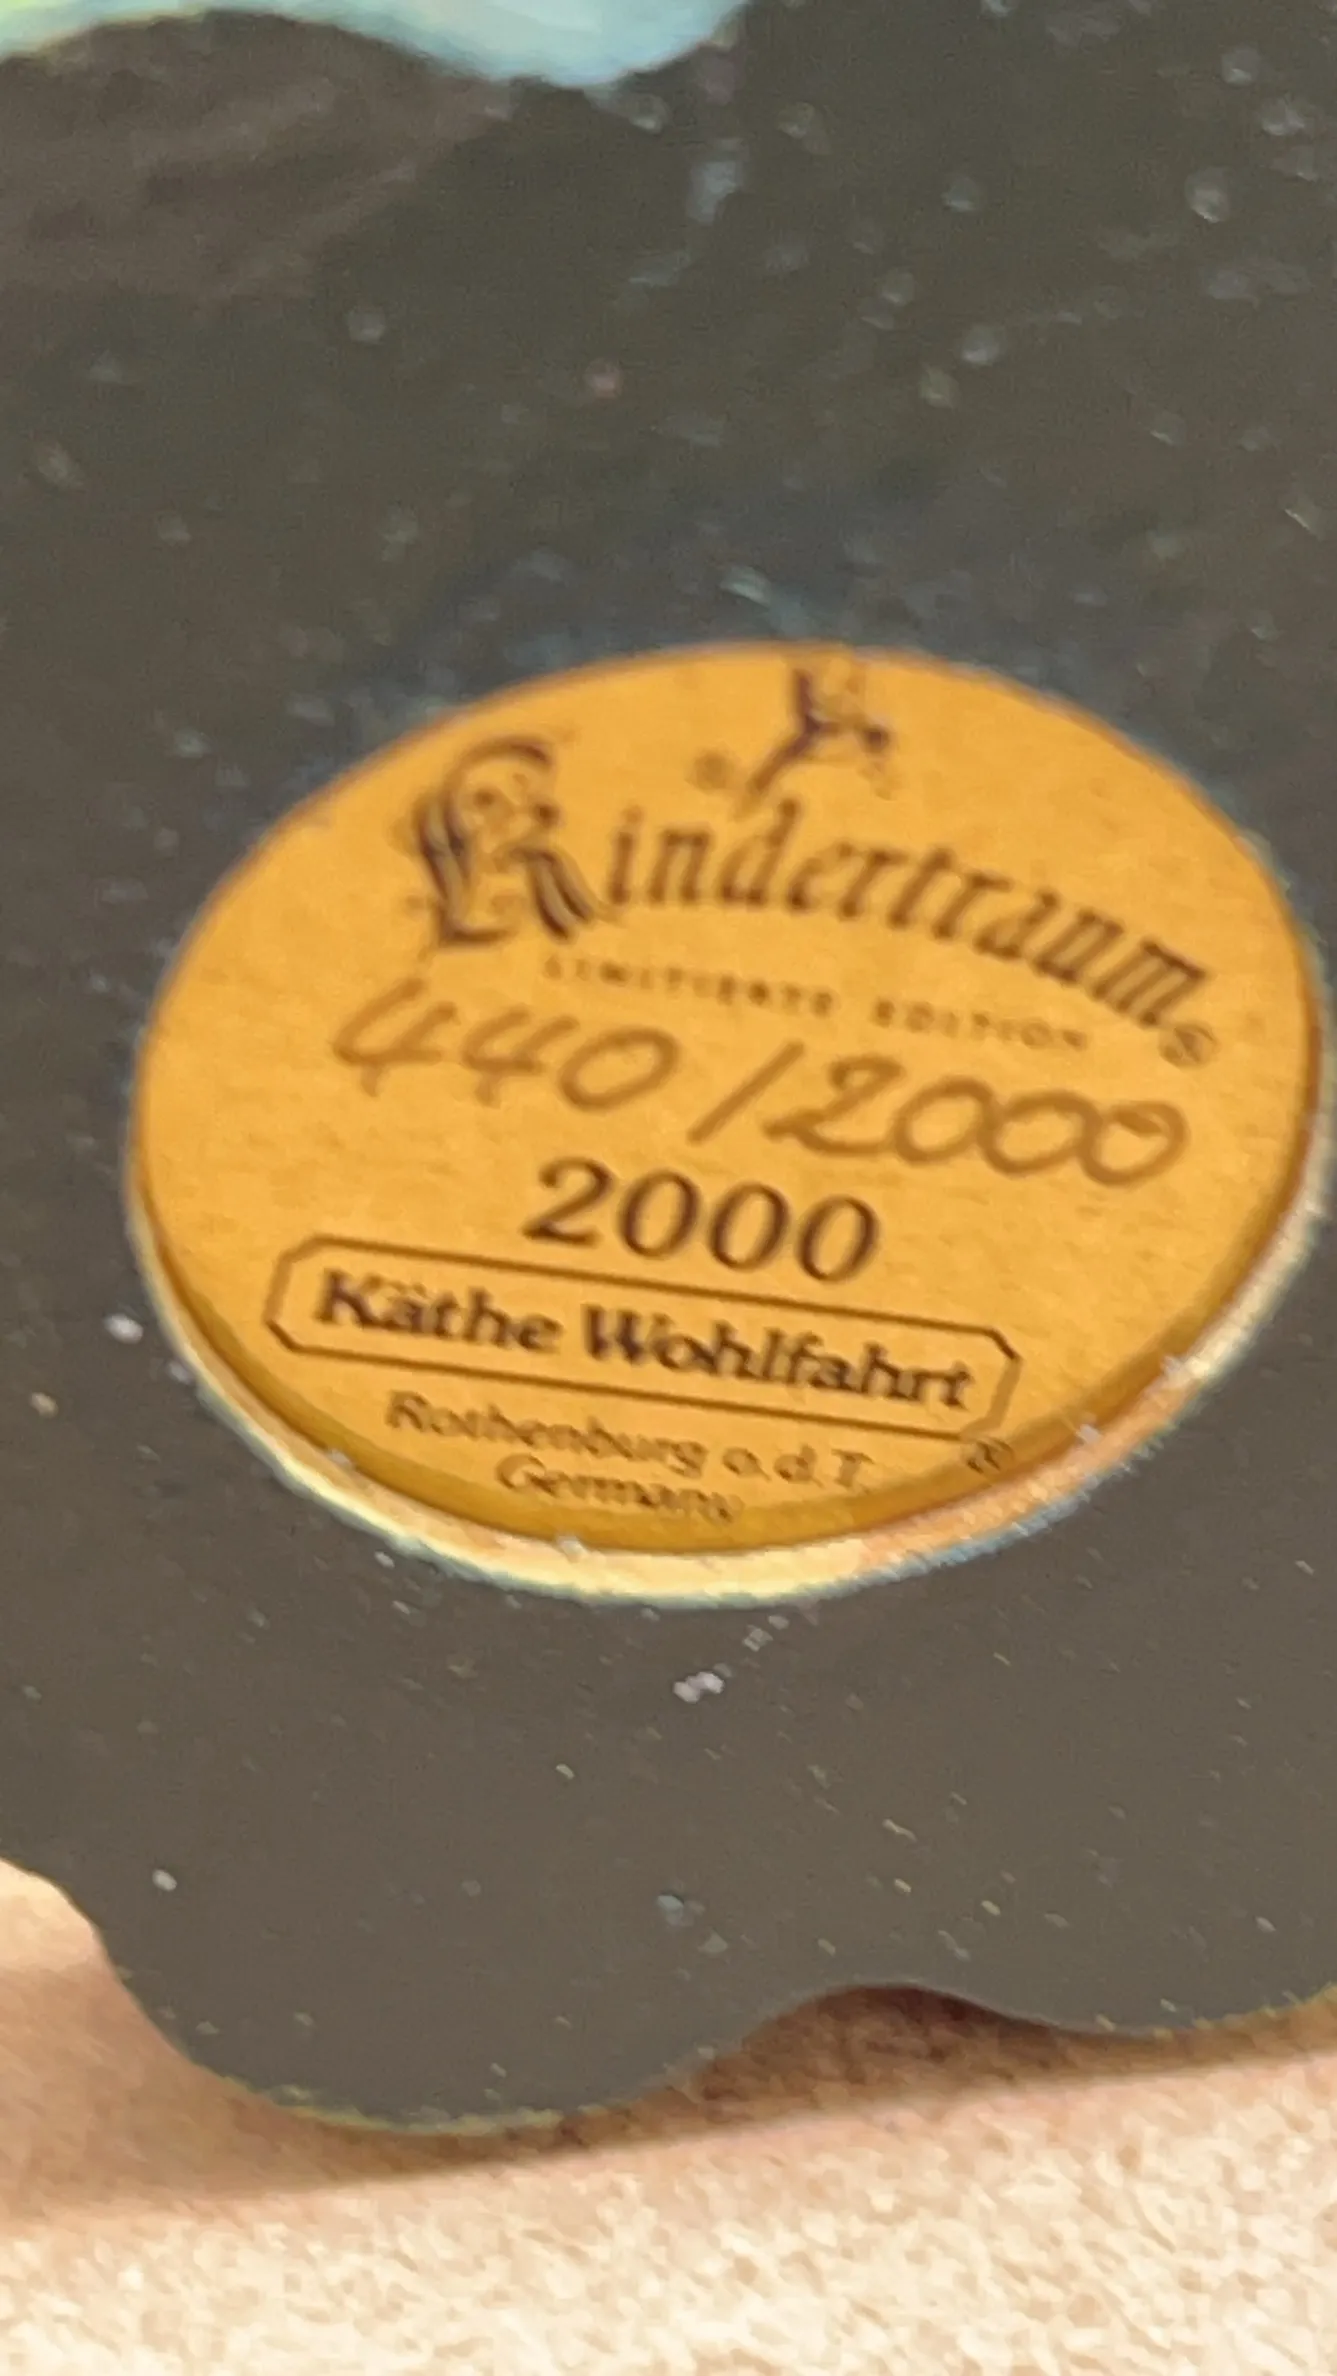 Kindertraum®
LIMITIERTE EDITION
440/2000
2000
Käthe Wohlfahrt®
Rothenburg o.d.T.
Germany